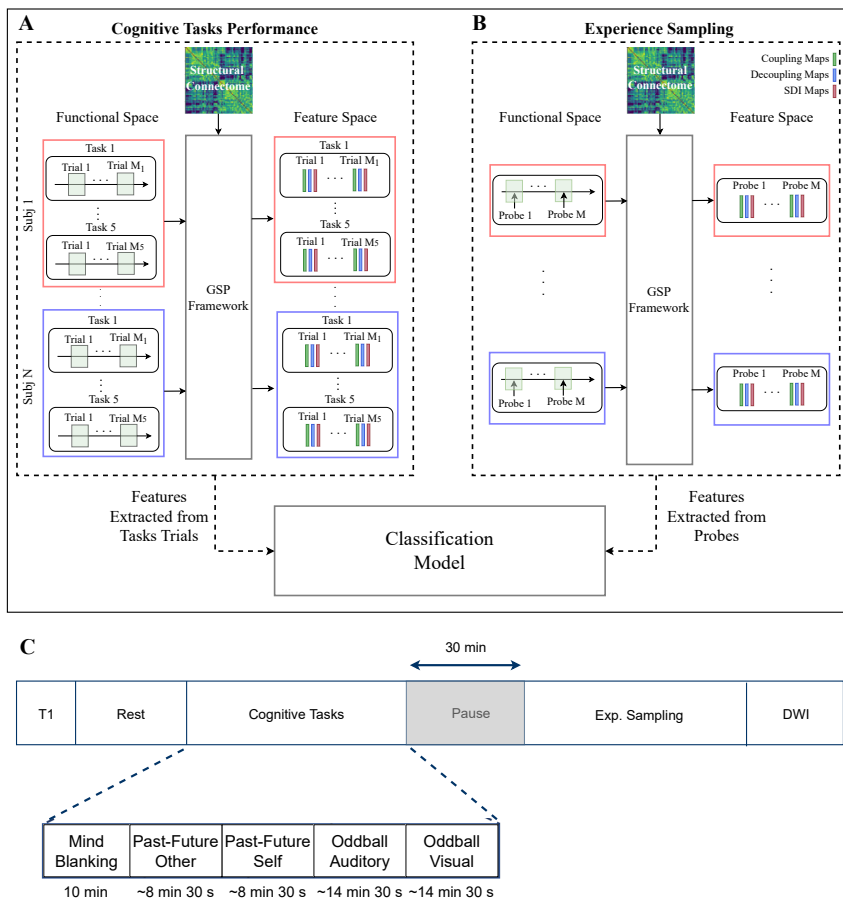 A
Cognitive Tasks Performance
Structural
Connectome
Functional Space
Feature Space
Subj 1
Task 1
Trial 1 . . . Trial M1
Task 5
Trial 1 . . . Trial M5
Task 1
Trial 1 . . . Trial M1
Task 5
Trial 1 . . . Trial M5
GSP
Framework
Subj N
Task 1
Trial 1 . . . Trial M1
Task 5
Trial 1 . . . Trial M5
Task 1
Trial 1 . . . Trial M1
Task 5
Trial 1 . . . Trial M5
B
Experience Sampling
Structural
Connectome
Coupling Maps
Decoupling Maps
SDI Maps
Functional Space
Feature Space
Probe 1 Probe M
Probe 1 Probe M
GSP
Framework
Probe 1 Probe M
Probe 1 Probe M
Features
Extracted from
Tasks Trials
Classification
Model
Features
Extracted from
Probes
C
30 min
T1
Rest
Cognitive Tasks
Pause
Exp. Sampling
DWI
Mind
Blanking
Past-Future
Other
Past-Future
Self
Oddball
Auditory
Oddball
Visual
10 min
~8 min 30 s
~8 min 30 s
~14 min 30 s
~14 min 30 s